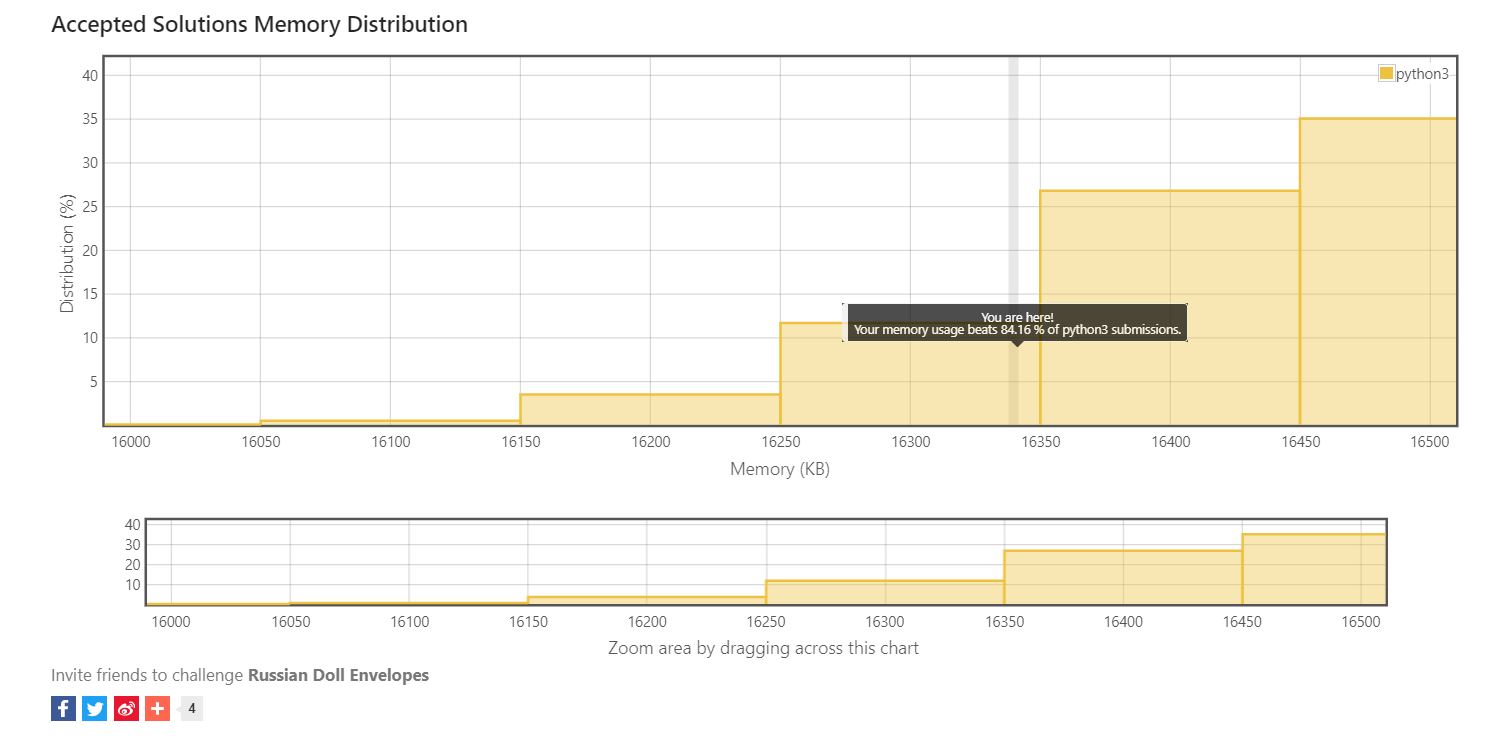 Accepted Solutions Memory Distribution
40
35
30
25
20
15
10
5
Distribution (%)
python3
You are here!
Your memory usage beats 84.16 % of python3 submissions.
16000 16050 16100 16150 16200 16250 16300 16350 16400 16450 16500
Memory (KB)
40
30
20
10
16000 16050 16100 16150 16200 16250 16300 16350 16400 16450 16500
Zoom area by dragging across this chart
Invite friends to challenge Russian Doll Envelopes
4